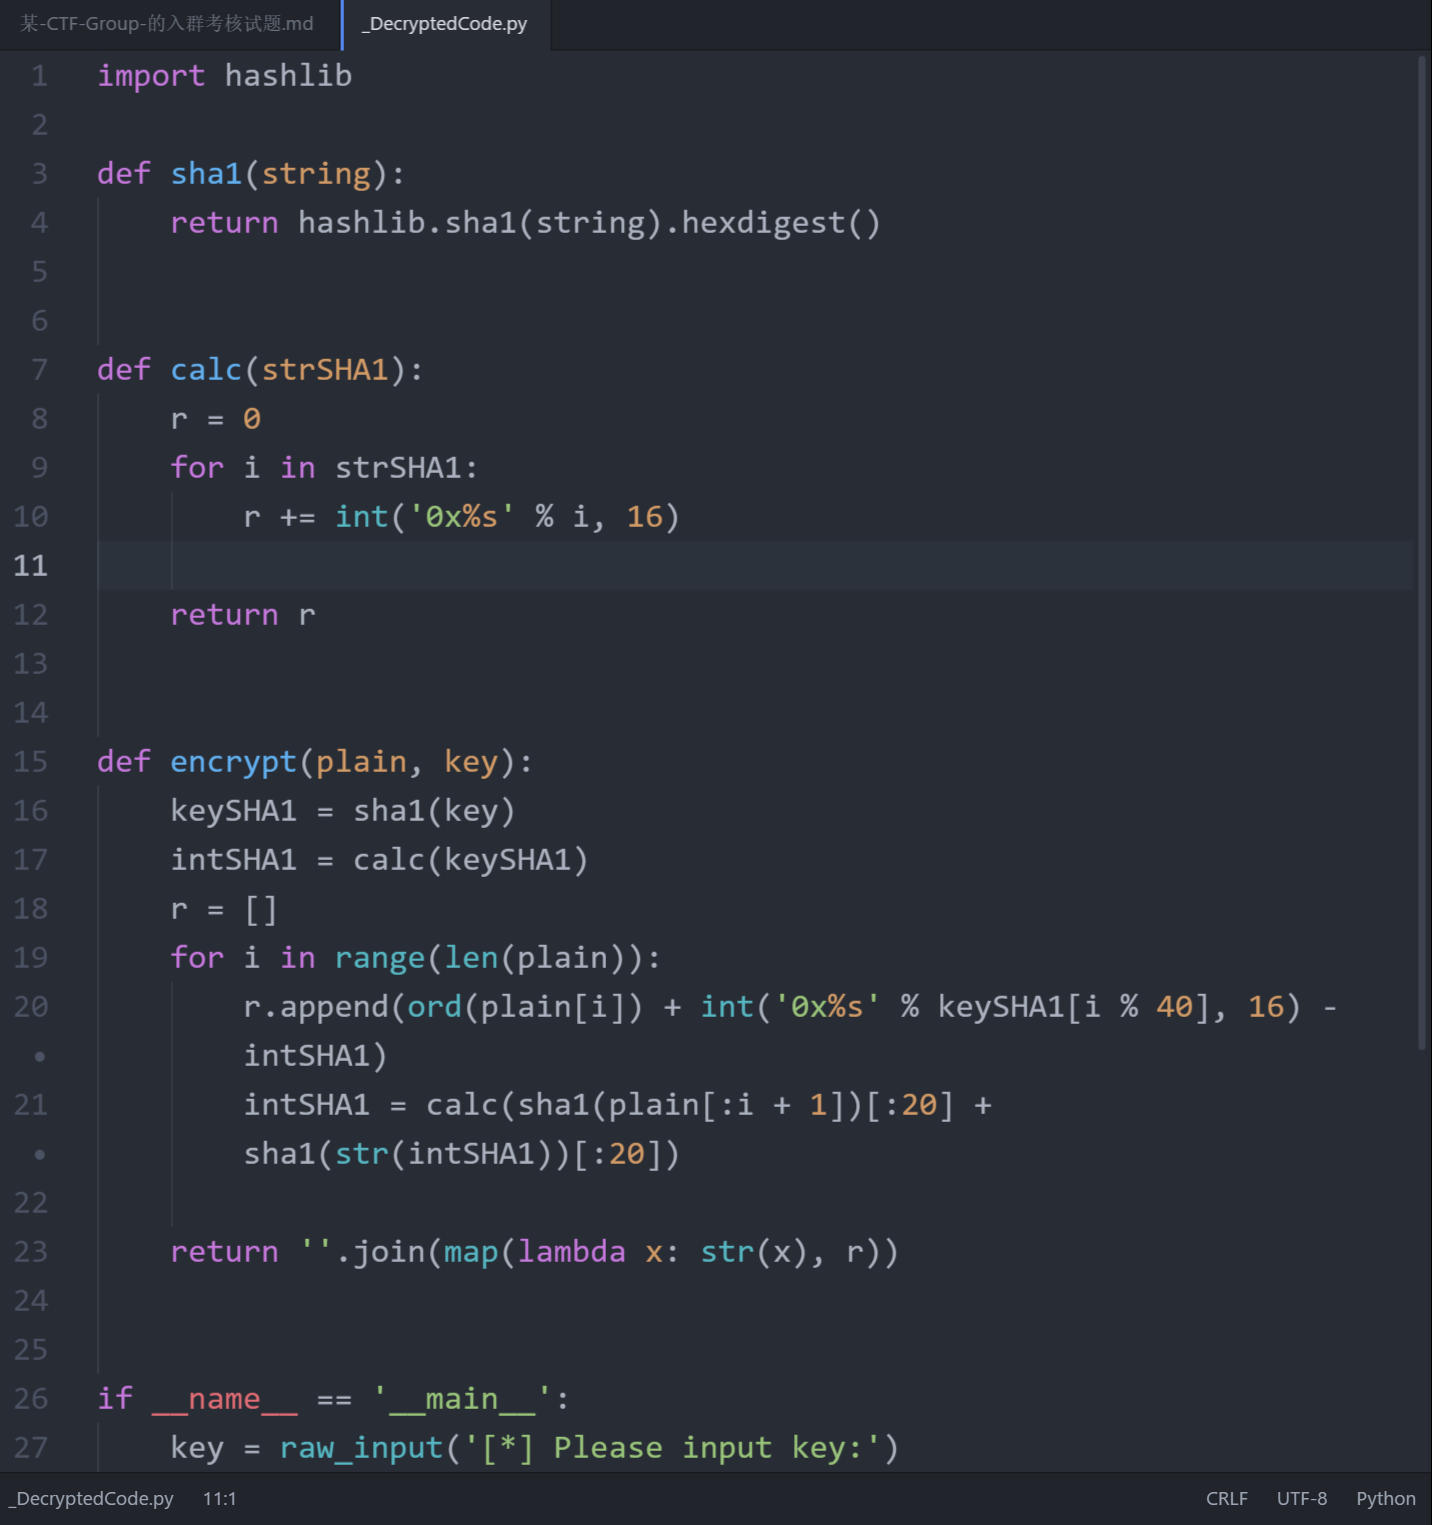 某-CTF-Group-的入群考核试题.md
_DecryptedCode.py
1 import hashlib
2
3 def sha1(string):
4 return hashlib.sha1(string).hexdigest()
5
6
7 def calc(strSHA1):
8 r = 0
9 for i in strSHA1:
10 r += int('0x%s' % i, 16)
11
12 return r
13
14
15 def encrypt(plain, key):
16 keySHA1 = sha1(key)
17 intSHA1 = calc(keySHA1)
18 r = []
19 for i in range(len(plain)):
20 r.append(ord(plain[i]) + int('0x%s' % keySHA1[i % 40], 16) -
• intSHA1)
21 intSHA1 = calc(sha1(plain[:i + 1])[:20] +
• sha1(str(intSHA1))[:20])
22
23 return ''.join(map(lambda x: str(x), r))
24
25
26 if __name__ == '__main__':
27 key = raw_input('[*] Please input key:')
_DecryptedCode.py 11:1 CRLF UTF-8 Python